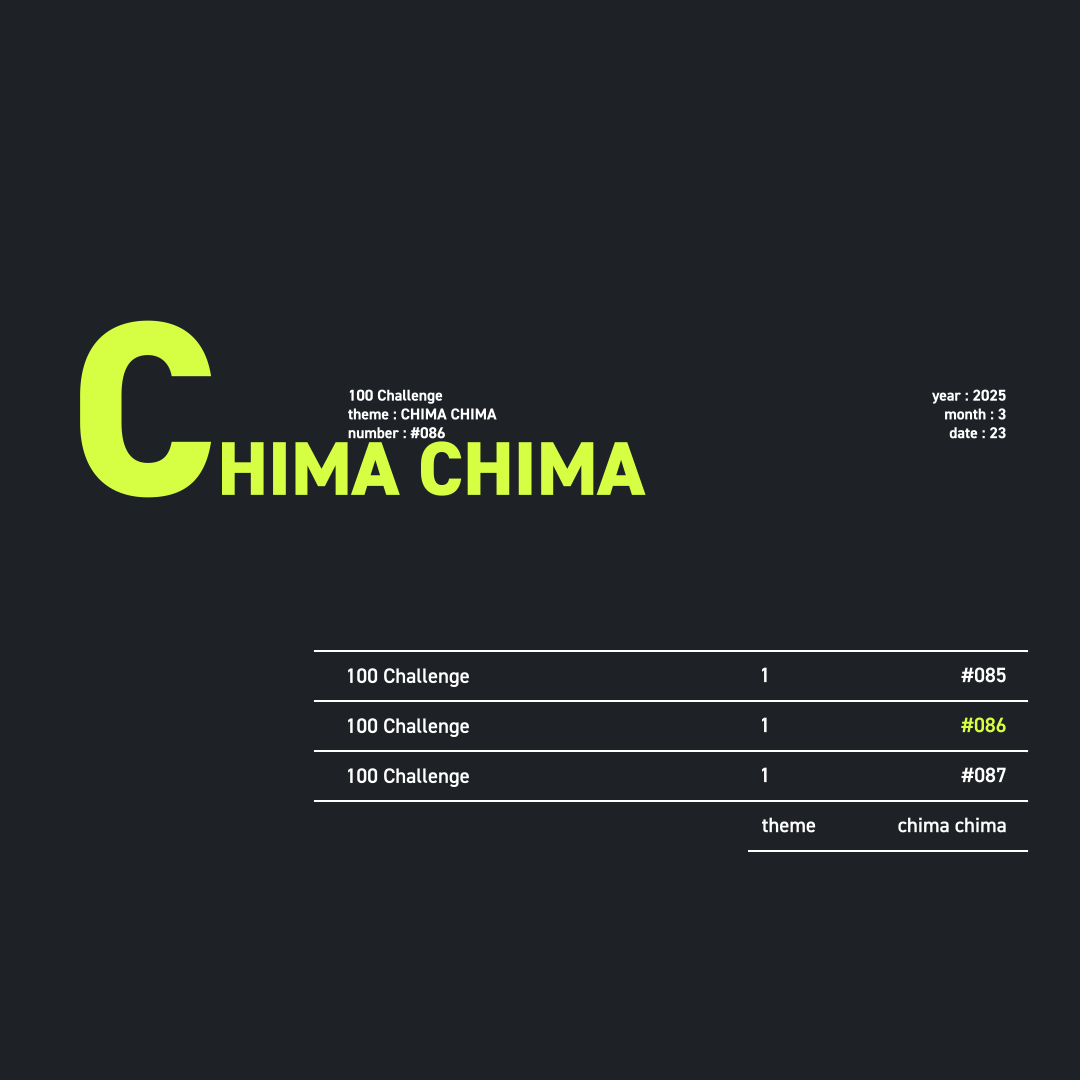 100 Challenge
theme : CHIMA CHIMA
number : #086
year : 2025
month : 3
date : 23
CHIMA CHIMA
100 Challenge 1 #085
100 Challenge 1 #086
100 Challenge 1 #087
theme chima chima